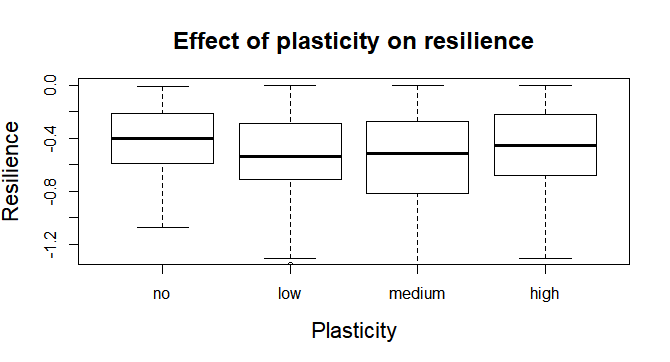 Effect of plasticity on resilience
Resilience
0.0
-0.4
-0.8
-1.2
no low medium high
Plasticity